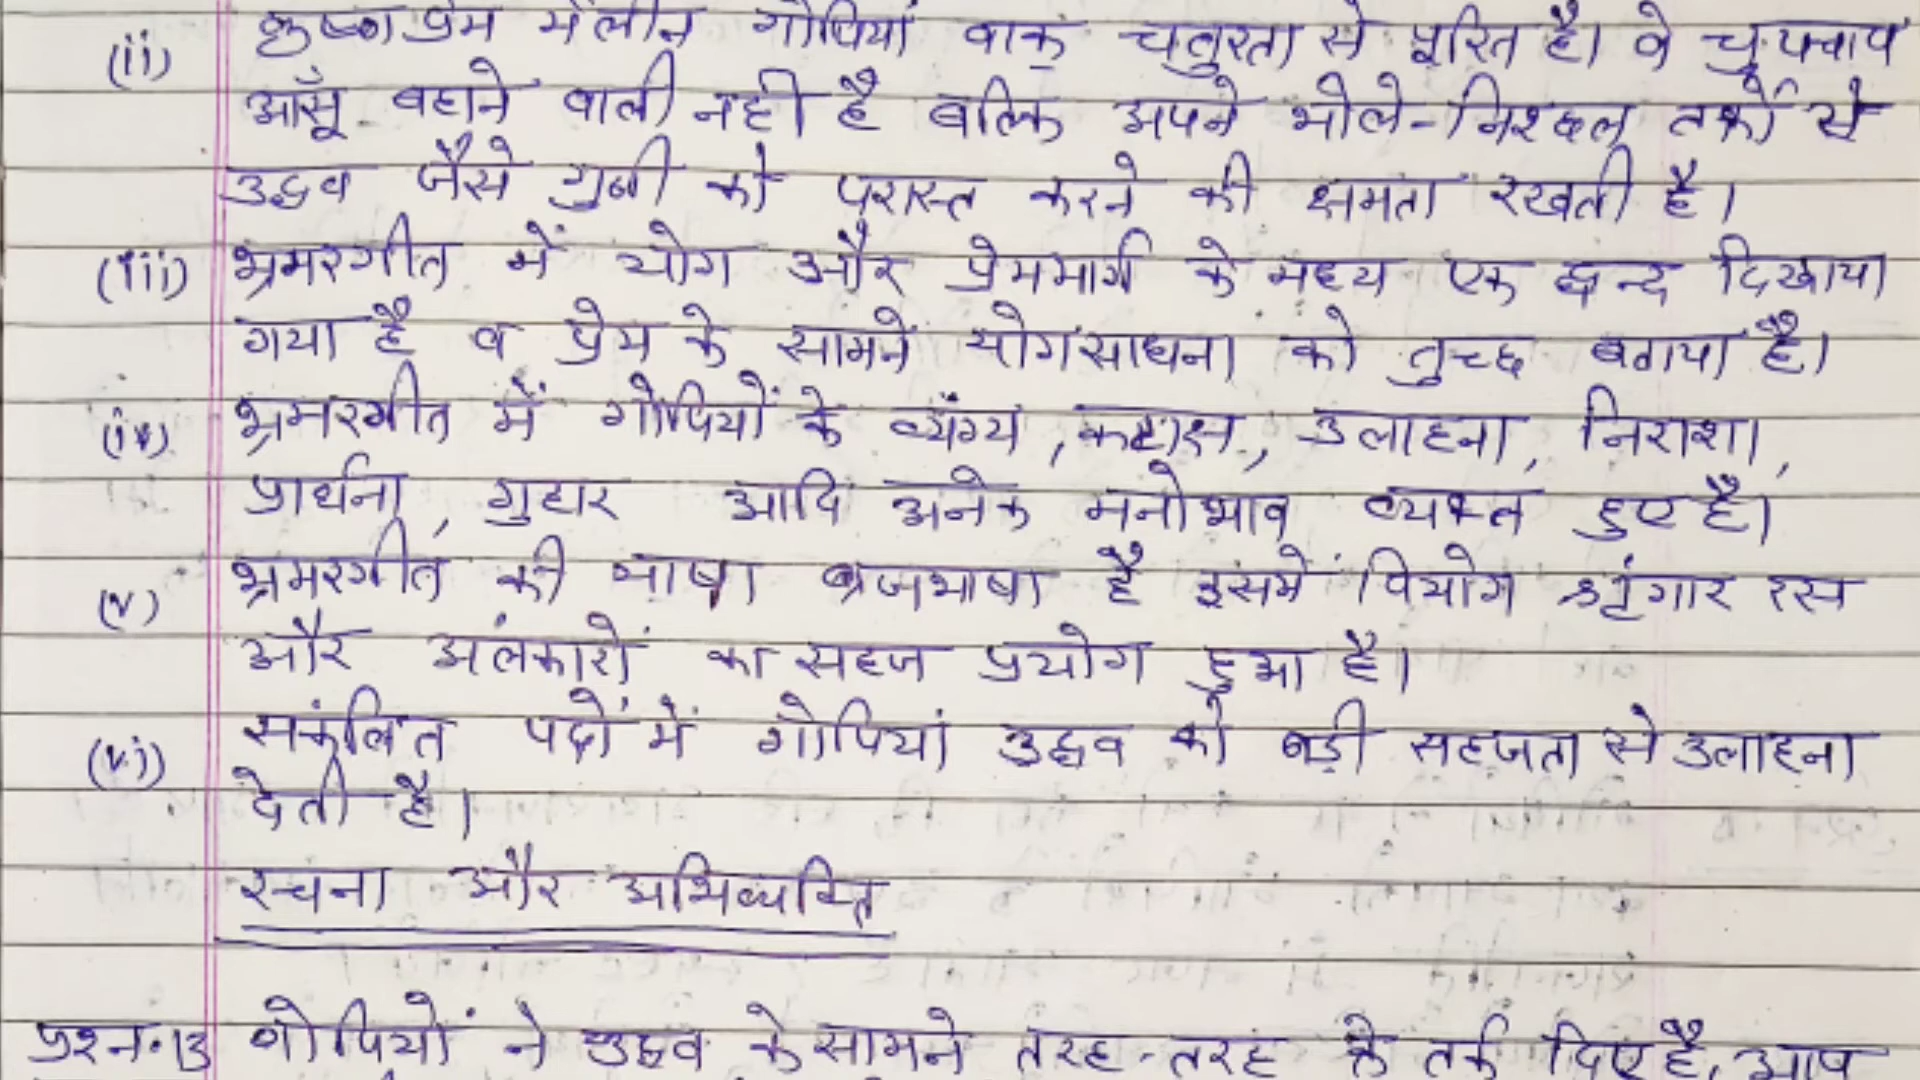 (ii) कृष्ण प्रेम में लीन गोपियां वाक् चतुरता से पूरित है। वे चुपचाप
आँसू बहाने वाली नहीं है बल्कि अपने भोले-निश्छल तर्कों से
उद्धव जैसे गुणी को परास्त करने की क्षमता रखती है।
(iii) भ्रमरगीत में योग और प्रेममार्ग के मध्य एक द्वन्द दिखाया
गया है व प्रेम के सामने योगसाधना को तुच्छ बताया है।
(iv) भ्रमरगीत में गोपियों के व्यंग्य, कटाक्ष, उलाहना, निराशा,
प्रार्थना, गुहार आदि अनेक मनोभाव व्यक्त हुए है।
(v) भ्रमरगीत की भाषा ब्रजभाषा है इसमें वियोग श्रृंगार रस
और अंलकारों का सहज प्रयोग हुआ है।
(vi) सकंलित पदों में गोपियां उद्धव को बड़ी सहजता से उलाहना
देती है।
रचना और अभिव्यक्ति
प्रश्न.13 गोपियों ने उद्धव के सामने तरह-तरह के तर्क दिए है, आप